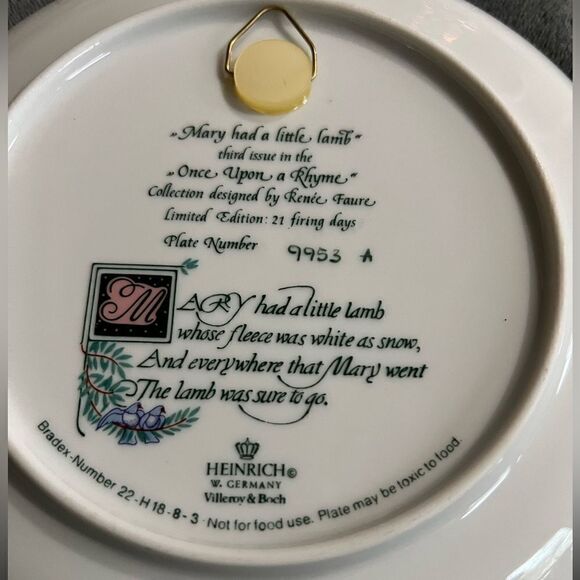 „Mary had a little lamb“
third issue in the
„Once Upon a Rhyme“
Collection designed by Renée Faure
Limited Edition: 21 firing days
Plate Number 9953 A
MARY had a little lamb
whose fleece was white as snow,
And everywhere that Mary went
The lamb was sure to go.
HEINRICH©
W. GERMANY
Villeroy & Boch
Bradex-Number 22-H18-8-3 · Not for food use. Plate may be toxic to food.